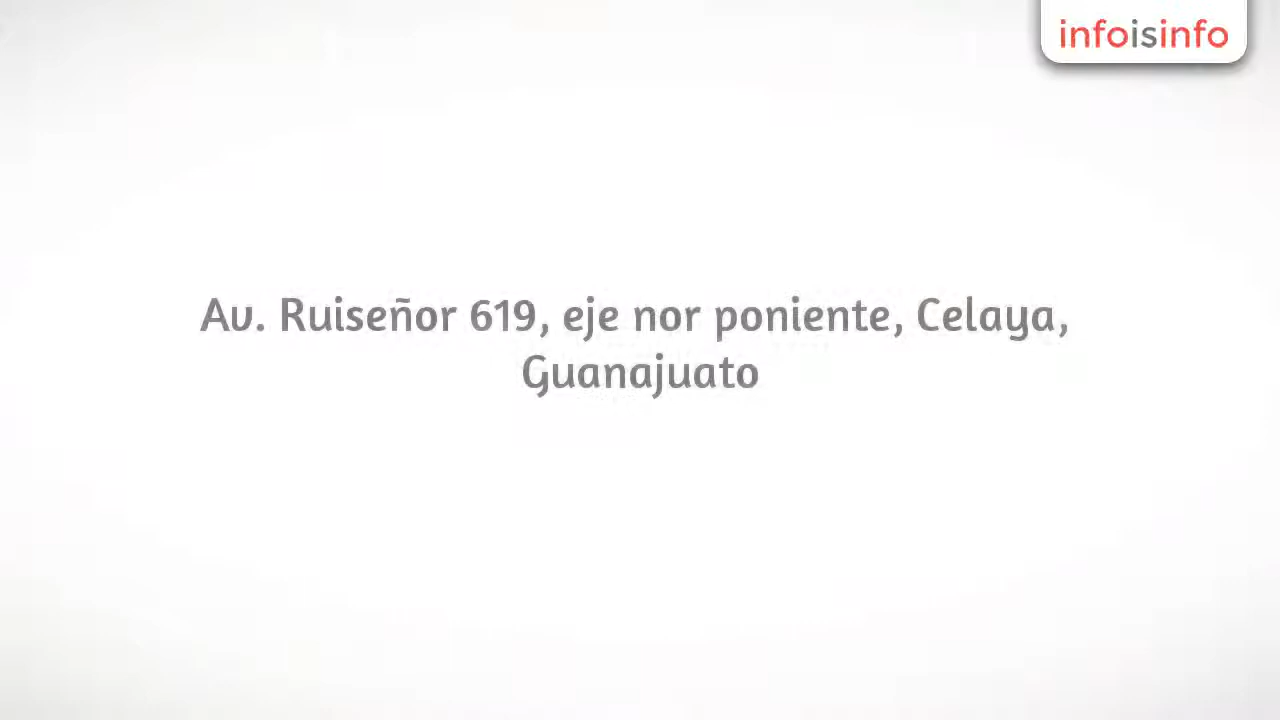 infoisinfo
Av. Ruiseñor 619, eje nor poniente, Celaya,
Guanajuato